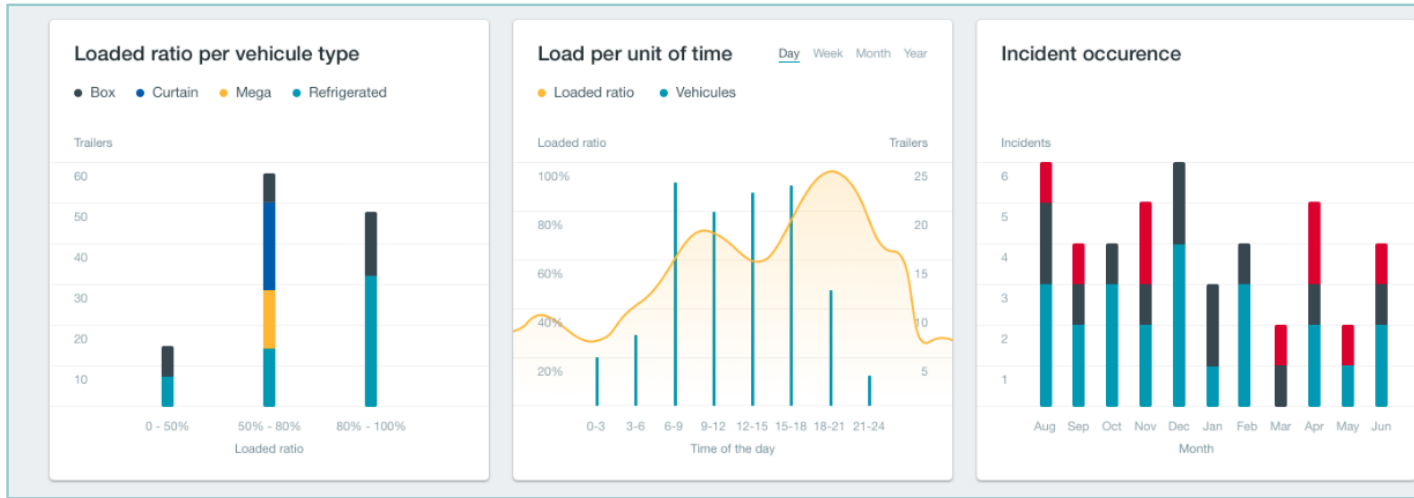 Loaded ratio per vehicule type
Box Curtain Mega Refrigerated
Trailers
60
50
40
30
20
10
0 - 50% 50% - 80% 80% - 100%
Loaded ratio
Load per unit of time
Day Week Month Year
Loaded ratio Vehicules
Loaded ratio Trailers
100% 25
80% 20
60% 15
40% 10
20% 5
0-3 3-6 6-9 9-12 12-15 15-18 18-21 21-24
Time of the day
Incident occurence
Incidents
6
5
4
3
2
1
Aug Sep Oct Nov Dec Jan Feb Mar Apr May Jun
Month